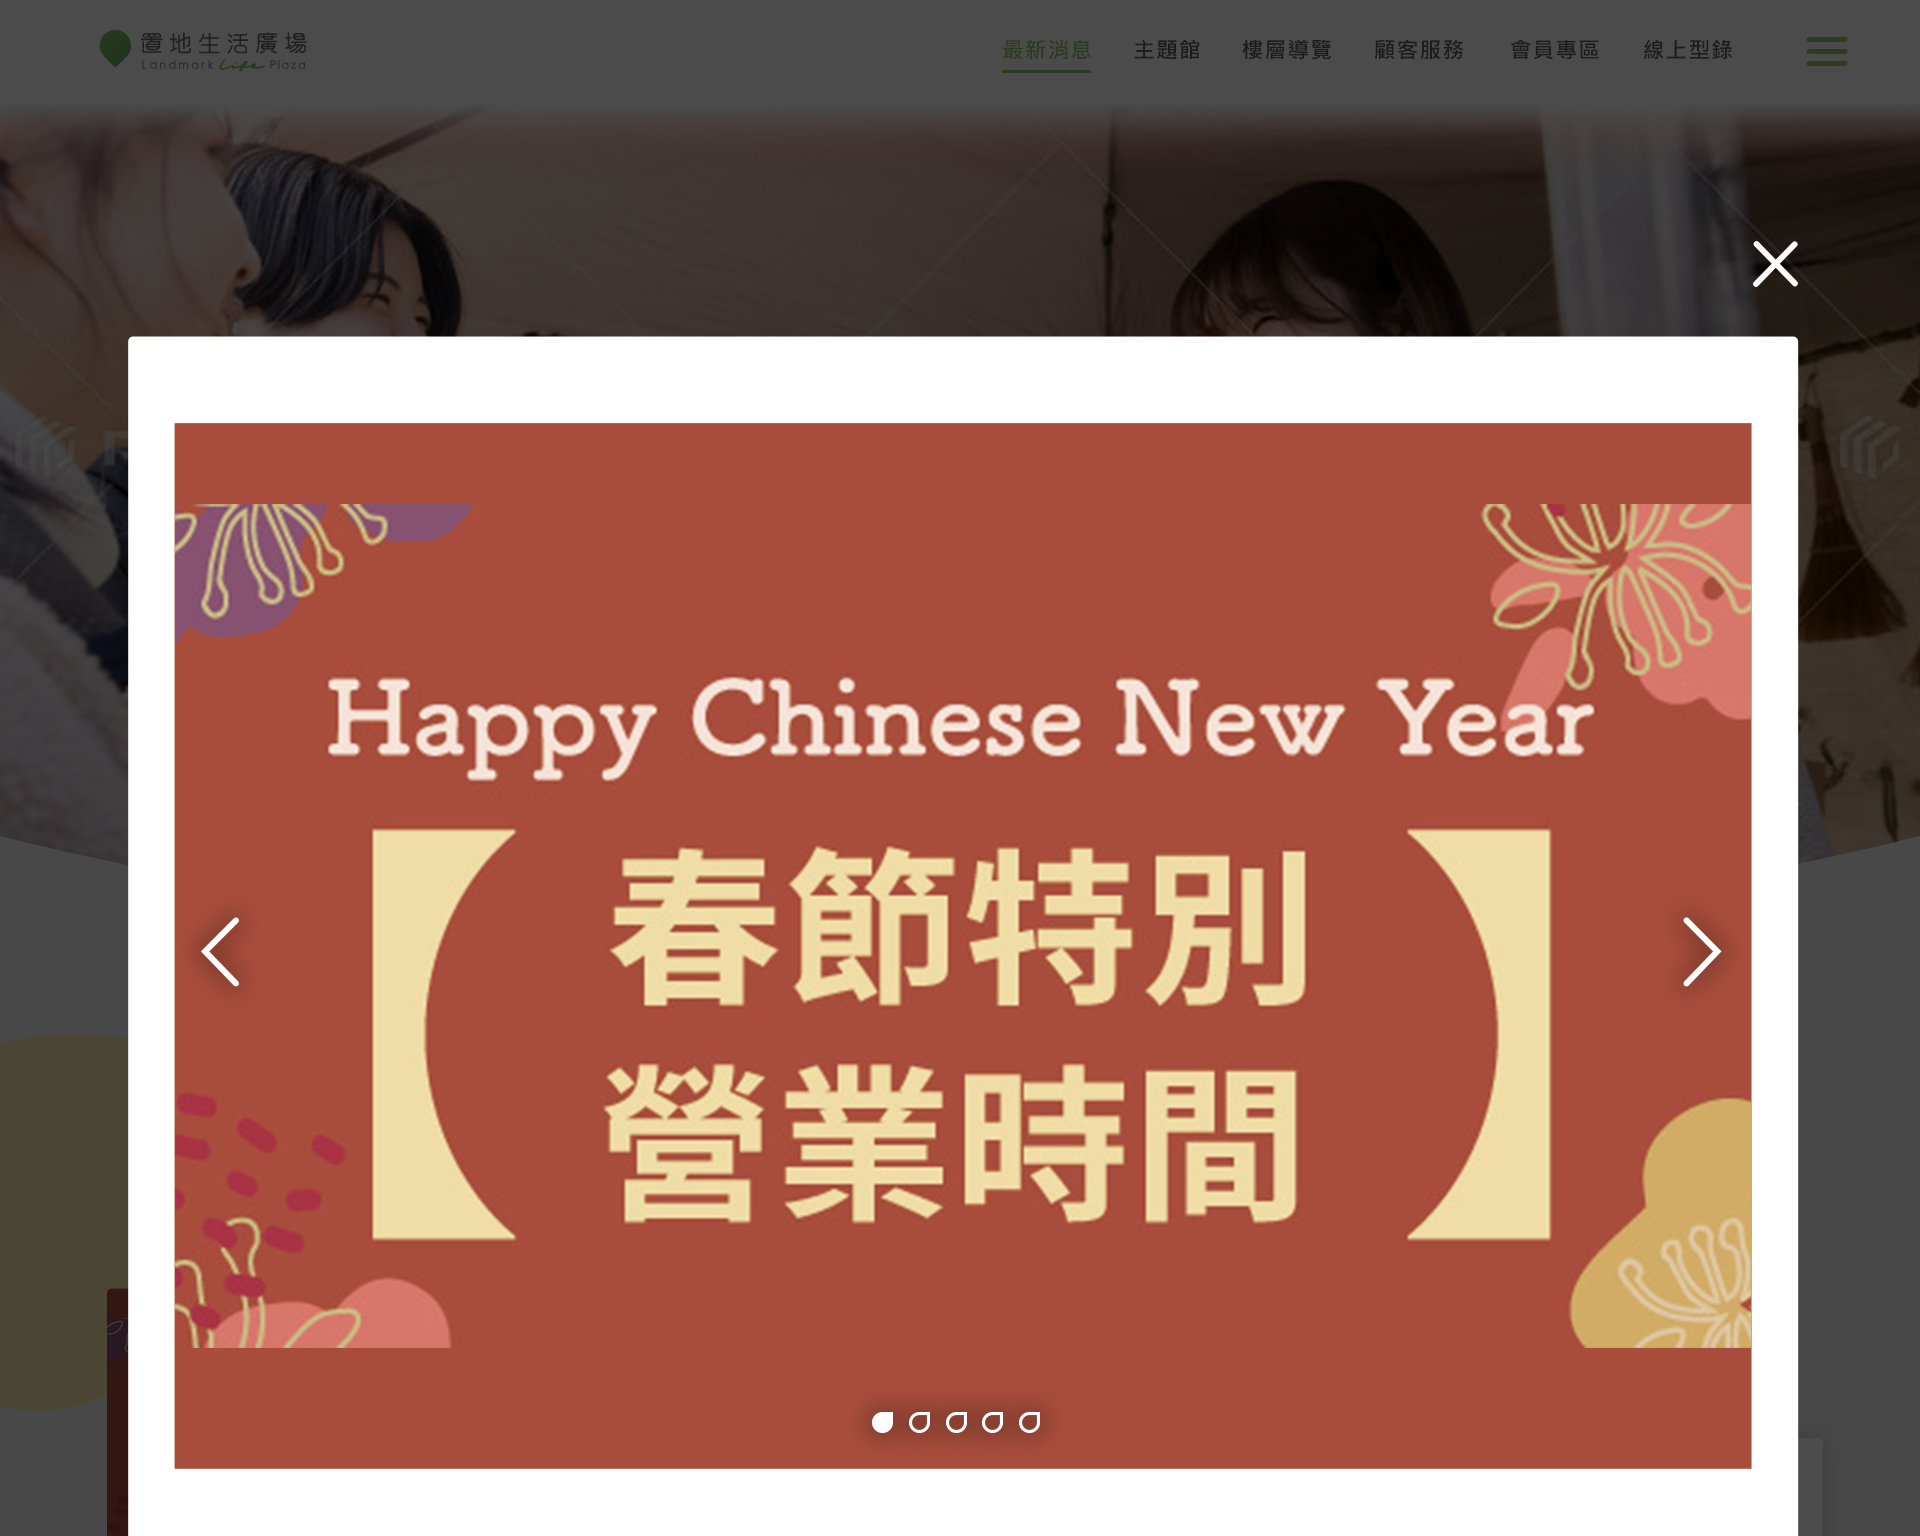 置地生活廣場
Landmark Life Plaza
最新消息 主題館 樓層導覽 顧客服務 會員專區 線上型錄
Happy Chinese New Year
【春節特別
營業時間】